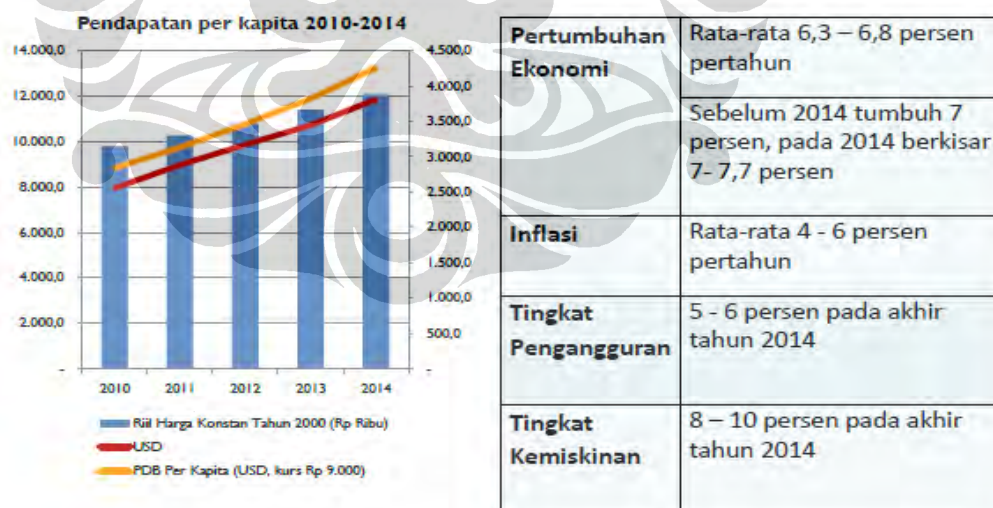 Pendapatan per kapita 2010-2014
14.000,0
12.000,0
10.000,0
8.000,0
6.000,0
4.000,0
2.000,0
-
4.500,0
4.000,0
3.500,0
3.000,0
2.500,0
2.000,0
1.500,0
1.000,0
500,0
-
2010 2011 2012 2013 2014
Riil Harga Konstan Tahun 2000 (Rp Ribu)
USD
PDB Per Kapita (USD, kurs Rp 9.000)
Pertumbuhan
Ekonomi
Rata-rata 6,3 – 6,8 persen
pertahun
Sebelum 2014 tumbuh 7
persen, pada 2014 berkisar
7- 7,7 persen
Inflasi
Rata-rata 4 - 6 persen
pertahun
Tingkat
Pengangguran
5 - 6 persen pada akhir
tahun 2014
Tingkat
Kemiskinan
8 – 10 persen pada akhir
tahun 2014